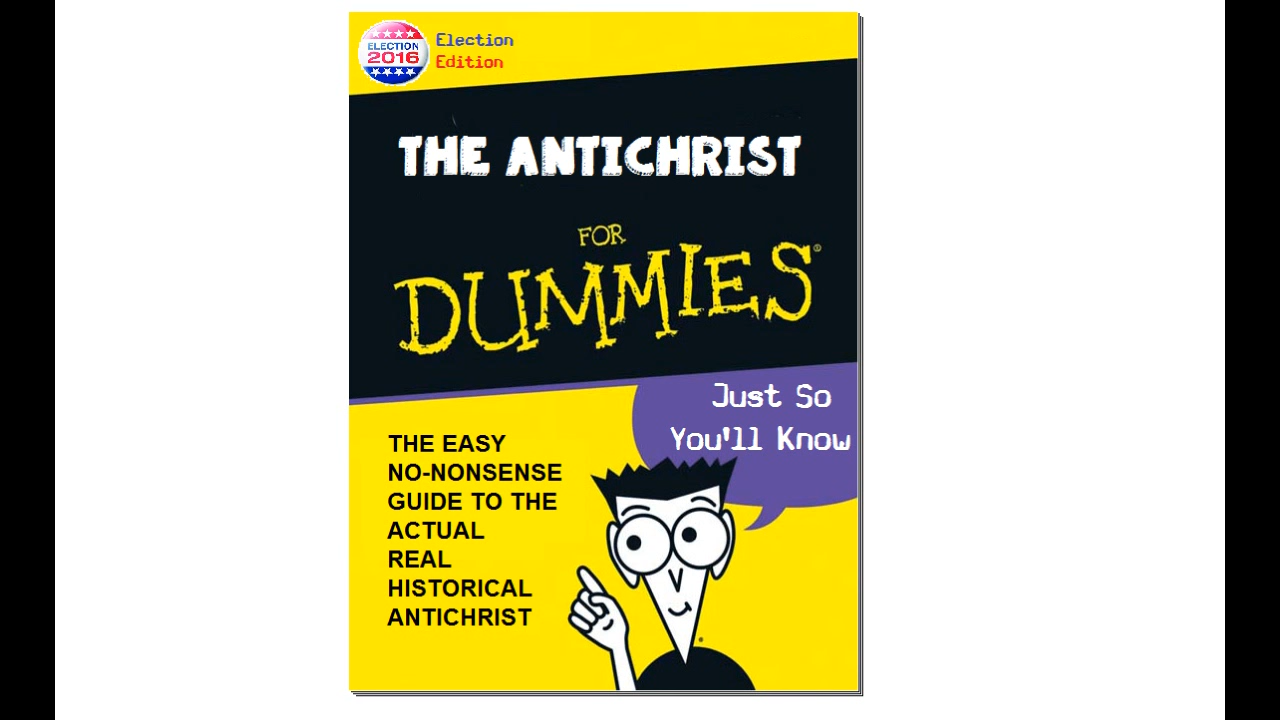 ELECTION
2016
Election
Edition
THE ANTICHRIST
FOR
DUMMIES®
Just So
You'll Know
THE EASY
NO-NONSENSE
GUIDE TO THE
ACTUAL
REAL
HISTORICAL
ANTICHRIST